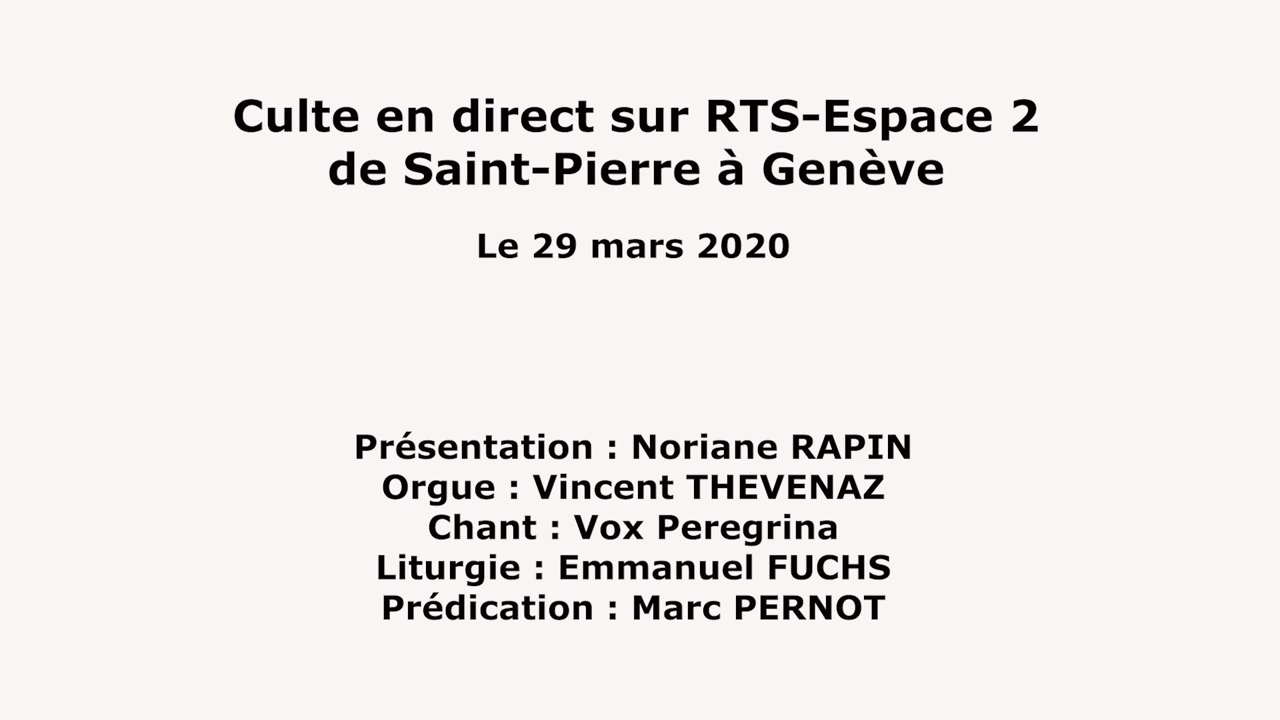 Culte en direct sur RTS-Espace 2
de Saint-Pierre à Genève
Le 29 mars 2020
Présentation : Noriane RAPIN
Orgue : Vincent THEVENAZ
Chant : Vox Peregrina
Liturgie : Emmanuel FUCHS
Prédication : Marc PERNOT